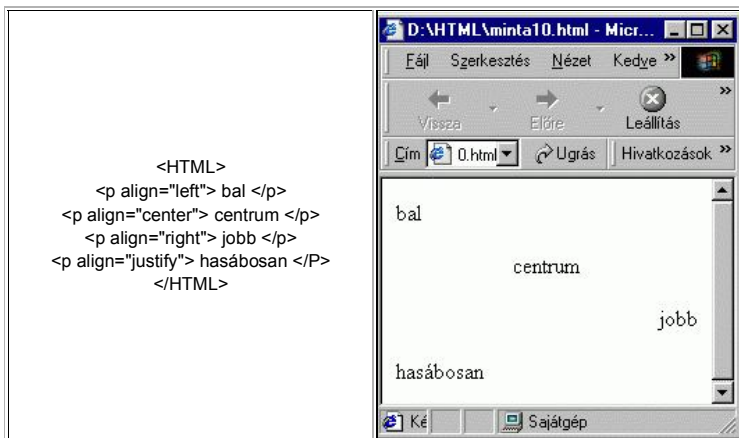 <HTML>
<p align="left"> bal </p>
<p align="center"> centrum </p>
<p align="right"> jobb </p>
<p align="justify"> hasábosan </P>
</HTML>
D:\HTML\minta10.html - Micr...
Fájl Szerkesztés Nézet Kedve »
Vissza Előre Leállítás »
Cím 0.html Ugrás Hivatkozások »
bal
centrum
jobb
hasábosan
Ké Sajátgép